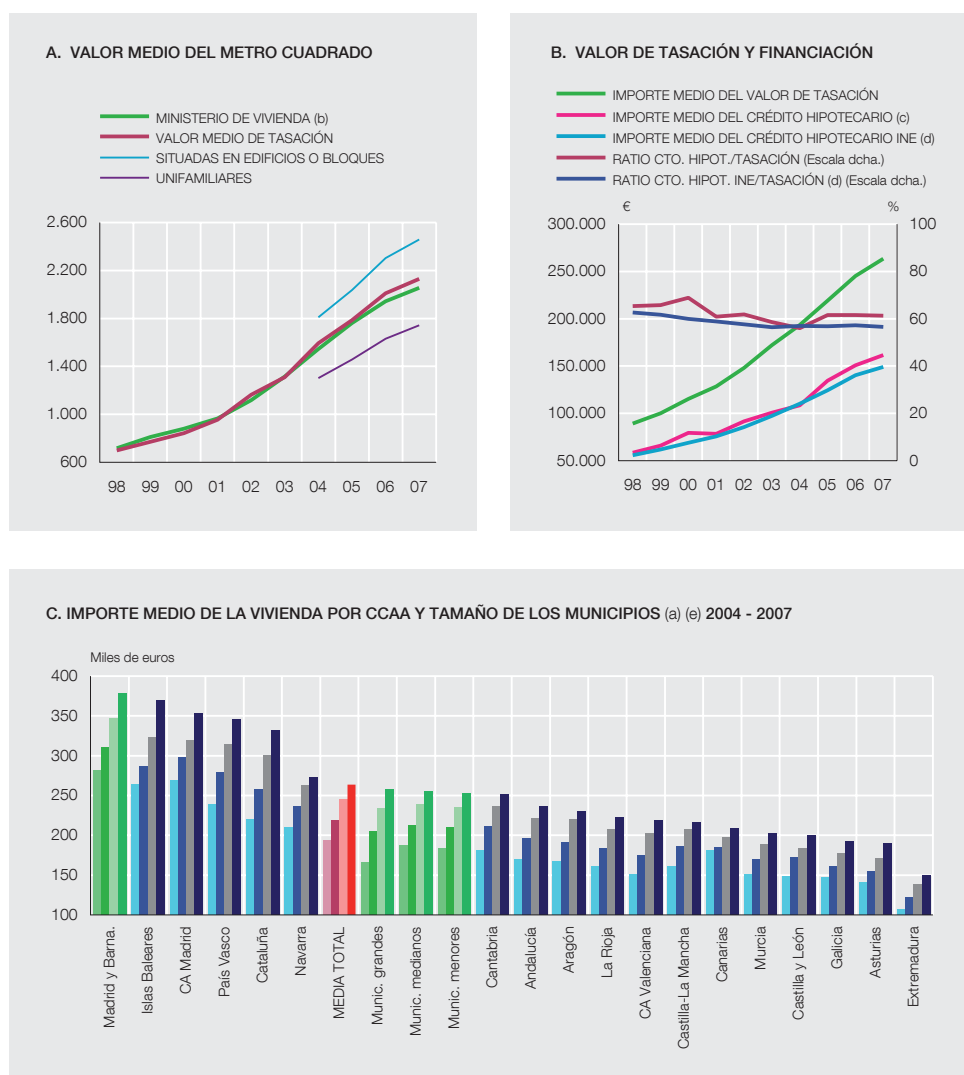 A. VALOR MEDIO DEL METRO CUADRADO
MINISTERIO DE VIVIENDA (b)
VALOR MEDIO DE TASACIÓN
SITUADAS EN EDIFICIOS O BLOQUES
UNIFAMILIARES
2.600
2.200
1.800
1.400
1.000
600
98 99 00 01 02 03 04 05 06 07
B. VALOR DE TASACIÓN Y FINANCIACIÓN
IMPORTE MEDIO DEL VALOR DE TASACIÓN
IMPORTE MEDIO DEL CRÉDITO HIPOTECARIO (c)
IMPORTE MEDIO DEL CRÉDITO HIPOTECARIO INE (d)
RATIO CTO. HIPOT./TASACIÓN (Escala dcha.)
RATIO CTO. HIPOT. INE/TASACIÓN (d) (Escala dcha.)
€ %
300.000 100
250.000 80
200.000 60
150.000 40
100.000 20
50.000 0
98 99 00 01 02 03 04 05 06 07
C. IMPORTE MEDIO DE LA VIVIENDA POR CCAA Y TAMAÑO DE LOS MUNICIPIOS (a) (e) 2004 - 2007
Miles de euros
400
350
300
250
200
150
100
Madrid y Barna.
Islas Baleares
CA Madrid
País Vasco
Cataluña
Navarra
MEDIA TOTAL
Munic. grandes
Munic. medianos
Munic. menores
Cantabria
Andalucía
Aragón
La Rioja
CA Valenciana
Castilla-La Mancha
Canarias
Murcia
Castilla y León
Galicia
Asturias
Extremadura